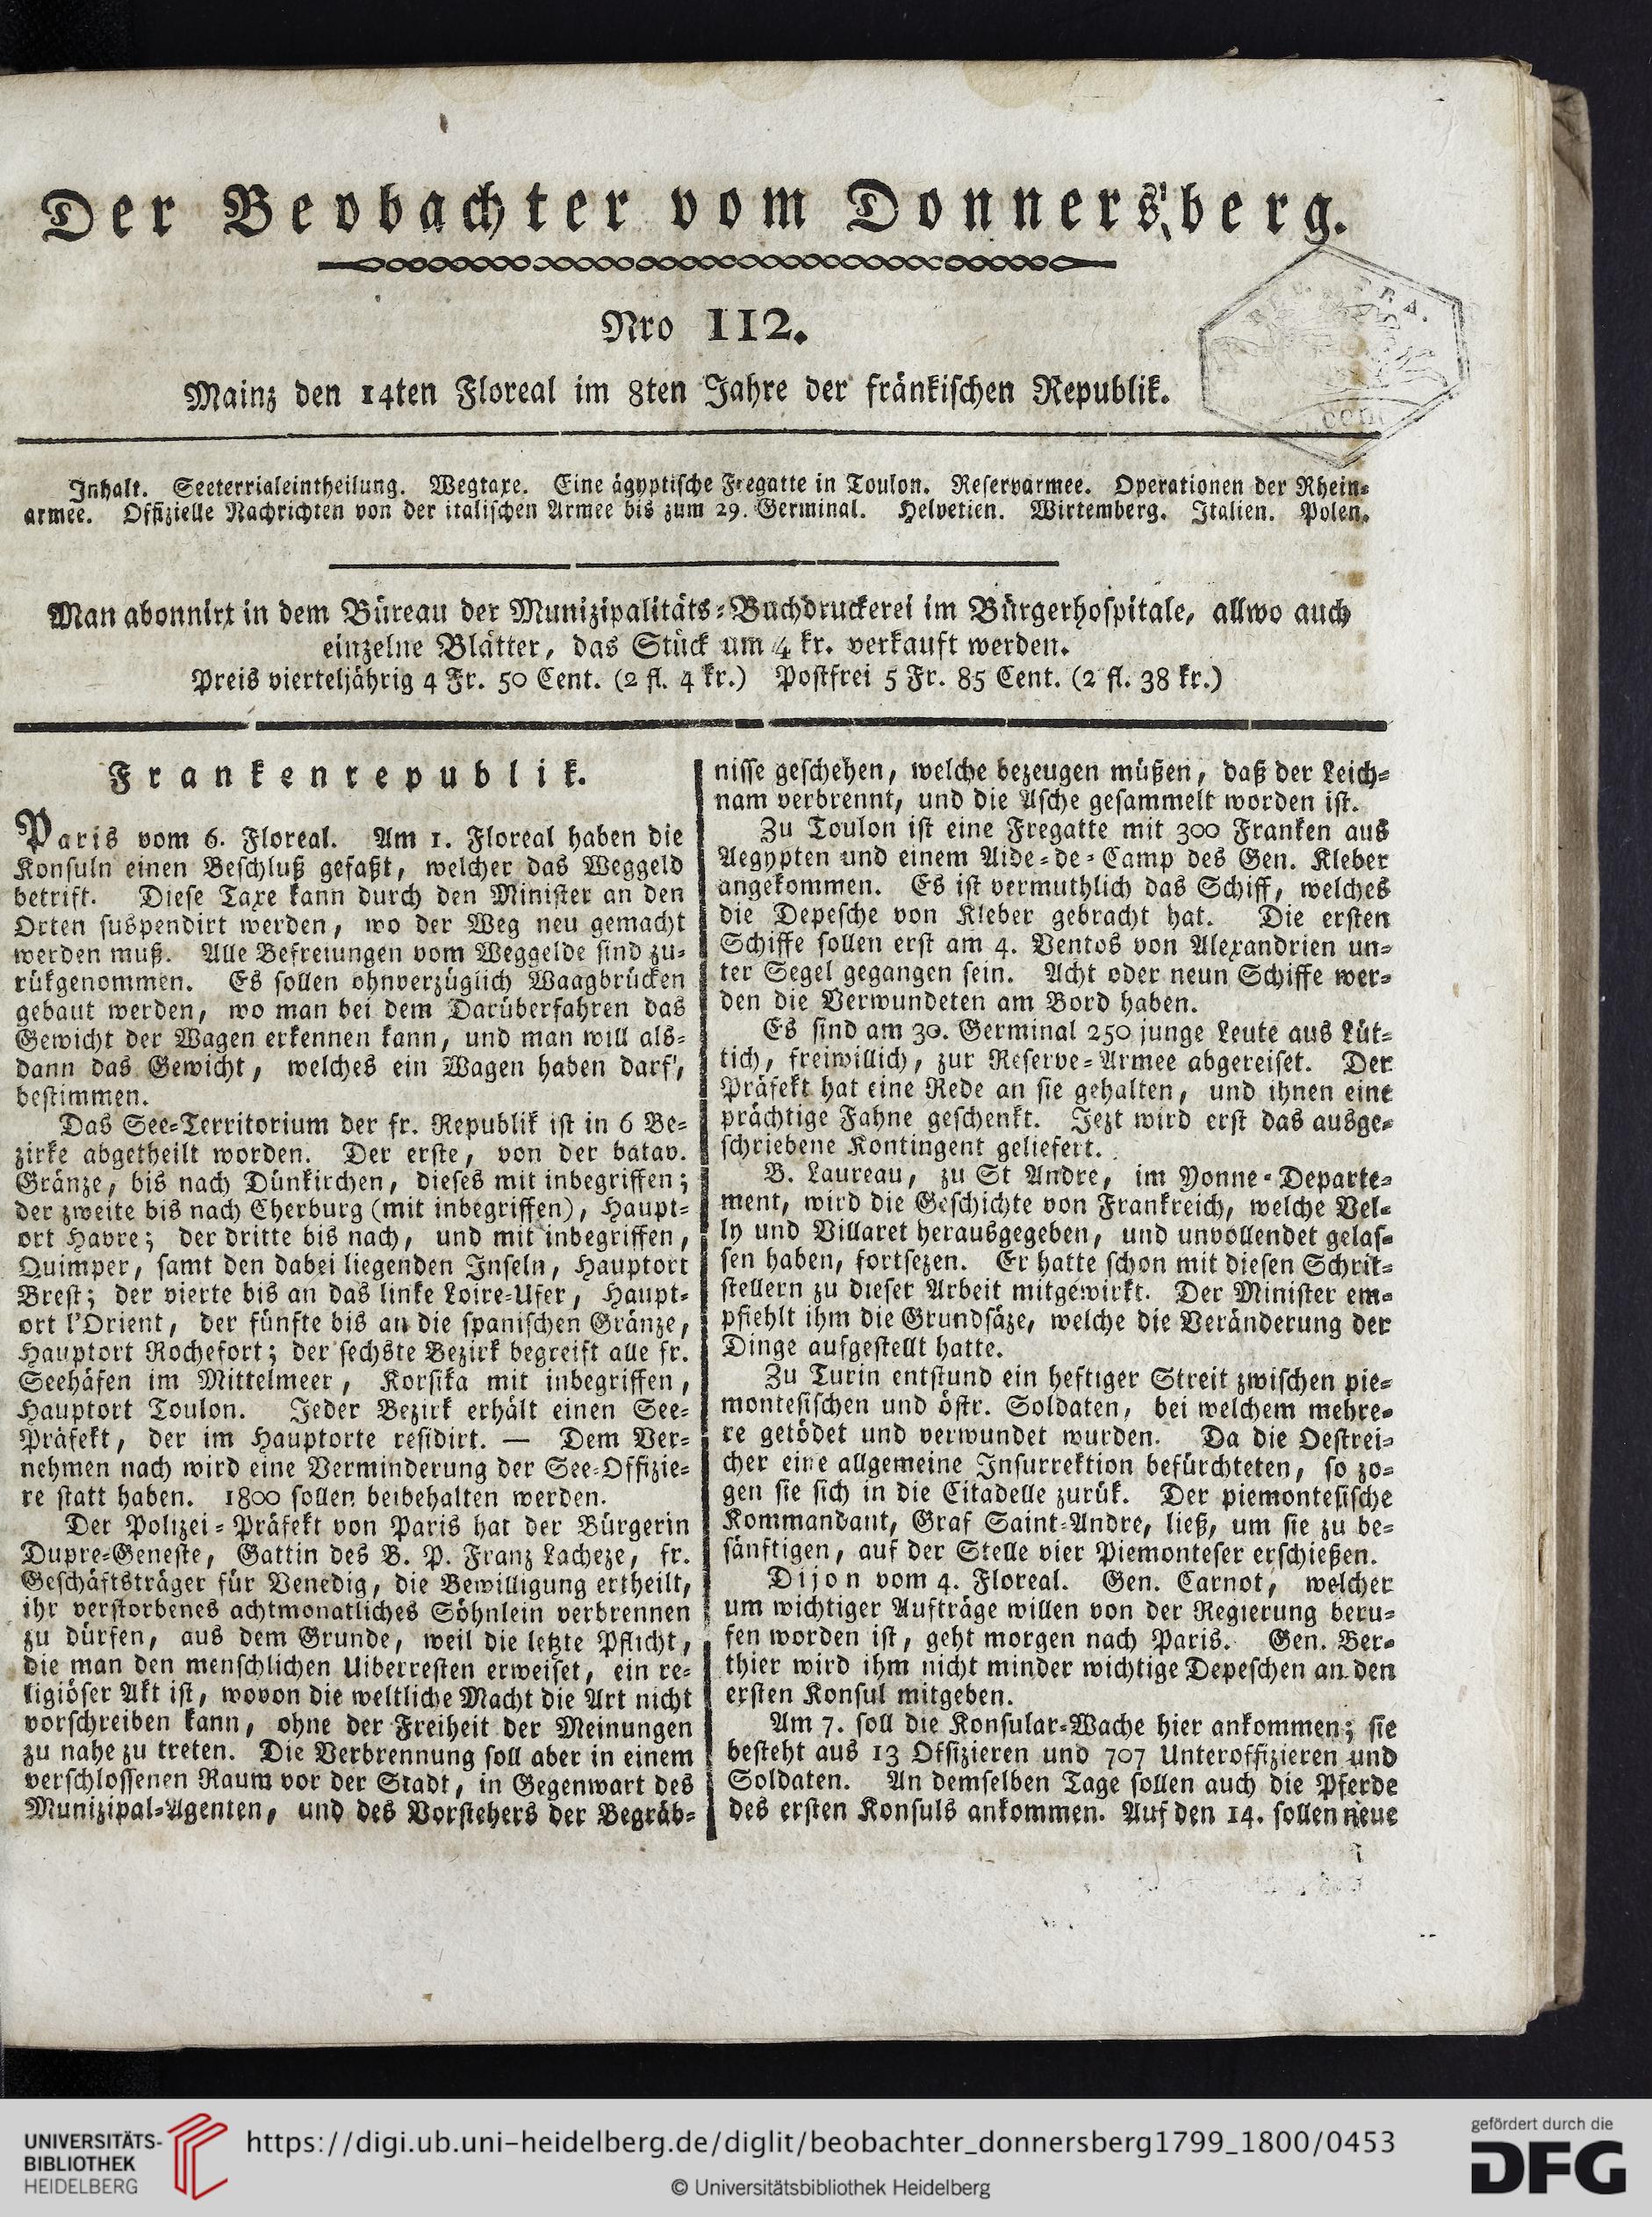 Der Beobachter vom Donnersberg.
Nro 112.
Mainz den 14ten Floreal im 8ten Jahre der fränkischen Republik.
Inhalt. Seeterrialeintheilung. Wegtaxe. Eine ägyptische Fregatte in Toulon. Reservarmee. Operationen der Rhein-
armee. Offizielle Nachrichten von der italischen Armee bis zum 29. Germinal. Helvetien. Wirtemberg. Italien. Polen.
Man abonnirt in dem Büreau der Munizipalitäts-Buchdruckerei im Bürgerhospitale, allwo auch
einzelne Blätter, das Stück um 4 kr. verkauft werden.
Preis vierteljährig 4 Fr. 50 Cent. (2 fl. 4 kr.) Postfrei 5 Fr. 85 Cent. (2 fl. 38 kr.)
Frankenrepublik.
Paris vom 6. Floreal. Am 1. Floreal haben die
Konsuln einen Beschluß gefaßt, welcher das Weggeld
betrift. Diese Taxe kann durch den Minister an den
Orten suspendirt werden, wo der Weg neu gemacht
werden muß. Alle Befreiungen vom Weggelde sind zu-
rükgenommen. Es sollen ohnverzüglich Waagbrücken
gebaut werden, wo man bei dem Darüberfahren das
Gewicht der Wagen erkennen kann, und man will als-
dann das Gewicht, welches ein Wagen haben darf,
bestimmen.
Das See-Territorium der fr. Republik ist in 6 Be-
zirke abgetheilt worden. Der erste, von der batav.
Gränze, bis nach Dünkirchen, dieses mit inbegriffen;
der zweite bis nach Cherburg (mit inbegriffen), Haupt-
ort Havre; der dritte bis nach, und mit inbegriffen,
Quimper, samt den dabei liegenden Inseln, Hauptort
Brest; der vierte bis an das linke Loire-Ufer, Haupt-
ort l'Orient, der fünfte bis an die spanischen Gränze,
Hauptort Rochefort; der sechste Bezirk begreift alle fr.
Seehäfen im Mittelmeer, Korsika mit inbegriffen,
Hauptort Toulon. Jeder Bezirk erhält einen See-
Präfekt, der im Hauptorte residirt. — Dem Ver-
nehmen nach wird eine Verminderung der See-Offizie-
re statt haben. 1800 sollen beibehalten werden.
Der Polizei-Präfekt von Paris hat der Bürgerin
Dupre-Geneste, Gattin des B. P. Franz Lacheze, fr.
Geschäftsträger für Venedig, die Bewilligung ertheilt,
ihr verstorbenes achtmonatliches Söhnlein verbrennen
zu dürfen, aus dem Grunde, weil die letzte Pflicht,
die man den menschlichen Uiberresten erweiset, ein re-
ligiöser Akt ist, wovon die weltliche Macht die Art nicht
vorschreiben kann, ohne der Freiheit der Meinungen
zu nahe zu treten. Die Verbrennung soll aber in einem
verschlossenen Raum vor der Stadt, in Gegenwart des
Munizipal-Agenten, und des Vorstehers der Begräb-
nisse geschehen, welche bezeugen müßen, daß der Leich-
nam verbrennt, und die Asche gesammelt worden ist.
Zu Toulon ist eine Fregatte mit 300 Franken aus
Aegypten und einem Aide-de-Camp des Gen. Kleber
angekommen. Es ist vermuthlich das Schiff, welches
die Depesche von Kleber gebracht hat. Die ersten
Schiffe sollen erst am 4. Ventos von Alexandrien un-
ter Segel gegangen sein. Acht oder neun Schiffe wer-
den die Verwundeten am Bord haben.
Es sind am 30. Germinal 250 junge Leute aus Lüt-
tich, freiwillich, zur Reserve-Armee abgereiset. Der
Präfekt hat eine Rede an sie gehalten, und ihnen eine
prächtige Fahne geschenkt. Jezt wird erst das ausge-
schriebene Kontingent geliefert.
B. Laureau, zu St Andre, im Yonne-Departe-
ment, wird die Geschichte von Frankreich, welche Vel-
ly und Villaret herausgegeben, und unvollendet gelas-
sen haben, fortsezen. Er hatte schon mit diesen Schrit-
stellern zu dieser Arbeit mitgewirkt. Der Minister em-
pfiehlt ihm die Grundsäze, welche die Veränderung der
Dinge aufgestellt hatte.
Zu Turin entstund ein heftiger Streit zwischen pie-
montesischen und östr. Soldaten, bei welchem mehre-
re getödet und verwundet wurden. Da die Oestrei-
cher eine allgemeine Insurrektion befürchteten, so zo-
gen sie sich in die Citadelle zurük. Der piemontesische
Kommandant, Graf Saint-Andre, ließ, um sie zu be-
sänftigen, auf der Stelle vier Piemonteser erschießen.
Dijon vom 4. Floreal. Gen. Carnot, welcher
um wichtiger Aufträge willen von der Regierung beru-
fen worden ist, geht morgen nach Paris. Gen. Ber-
thier wird ihm nicht minder wichtige Depeschen an den
ersten Konsul mitgeben.
Am 7. soll die Konsular-Wache hier ankommen; sie
besteht aus 13 Offizieren und 707 Unteroffizieren und
Soldaten. An demselben Tage sollen auch die Pferde
des ersten Konsuls ankommen. Auf den 14. sollen neue
UNIVERSITÄTS-
BIBLIOTHEK
HEIDELBERG
https://digi.ub.uni-heidelberg.de/diglit/beobachter_donnersberg1799_1800/0453
© Universitätsbibliothek Heidelberg
gefördert durch die
DFG